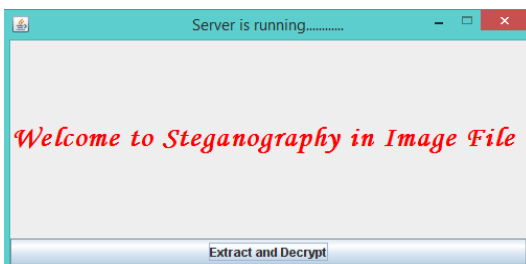 Server is running............
Welcome to Steganography in Image File
Extract and Decrypt